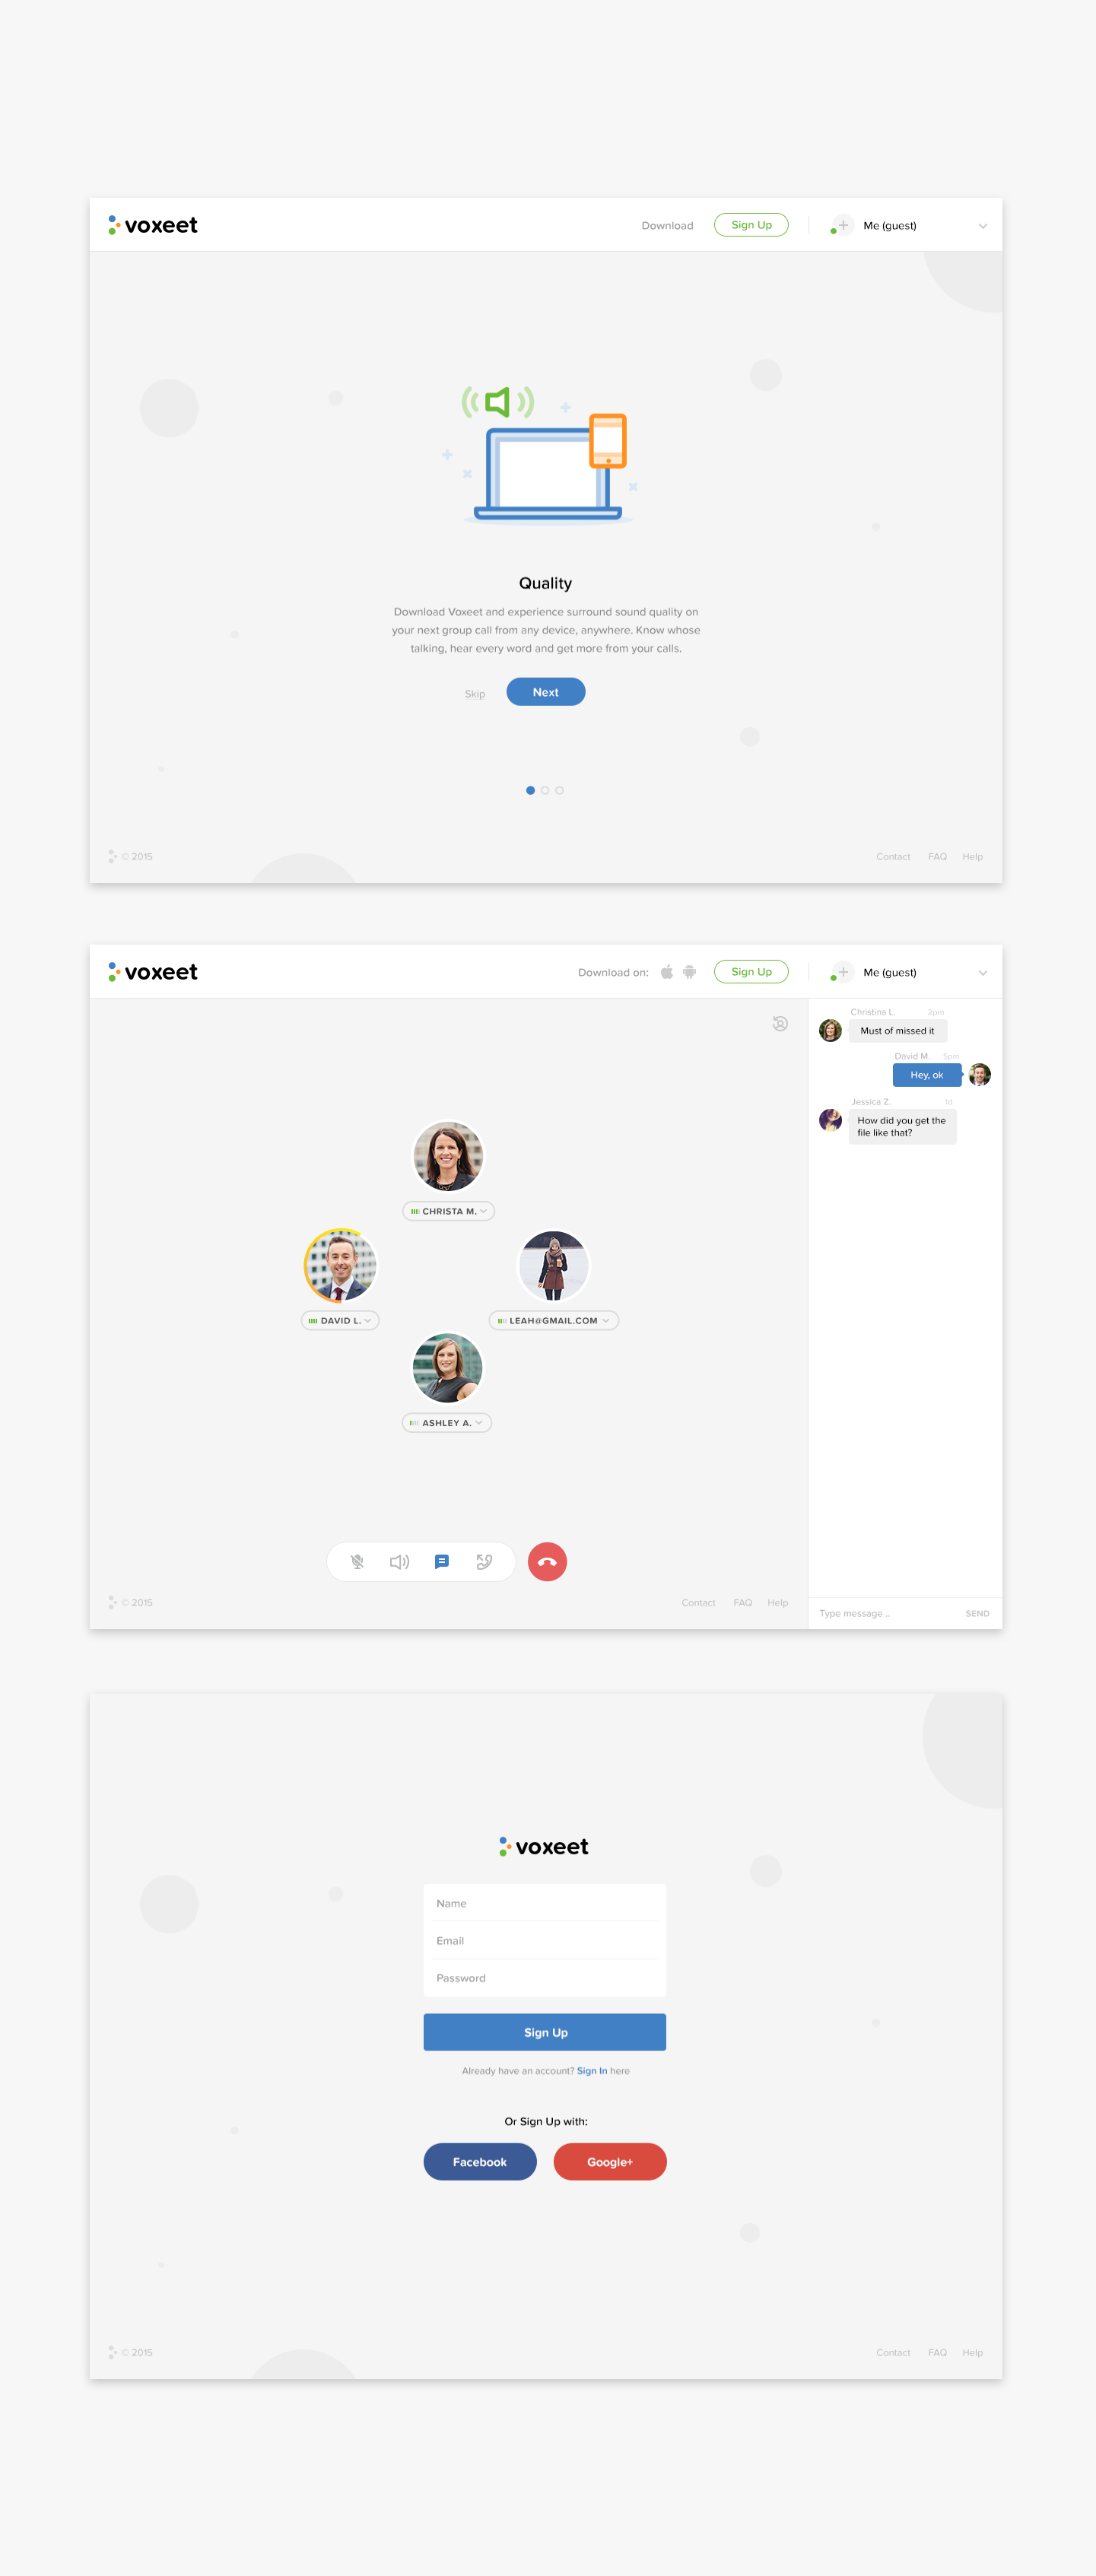 voxeet
Download
Sign Up
Me (guest)
Quality
Download Voxeet and experience surround sound quality on
your next group call from any device, anywhere. Know whose
talking, hear every word and get more from your calls.
Skip
Next
© 2015
Contact
FAQ
Help
voxeet
Download on:
Sign Up
Me (guest)
Christina L.
2pm
Must of missed it
David M.
5pm
Hey, ok
Jessica Z.
1d
How did you get the
file like that?
CHRISTA M.
DAVID L.
LEAH@GMAIL.COM
ASHLEY A.
© 2015
Contact
FAQ
Help
Type message ..
SEND
voxeet
Name
Email
Password
Sign Up
Already have an account? Sign In here
Or Sign Up with:
Facebook
Google+
© 2015
Contact
FAQ
Help